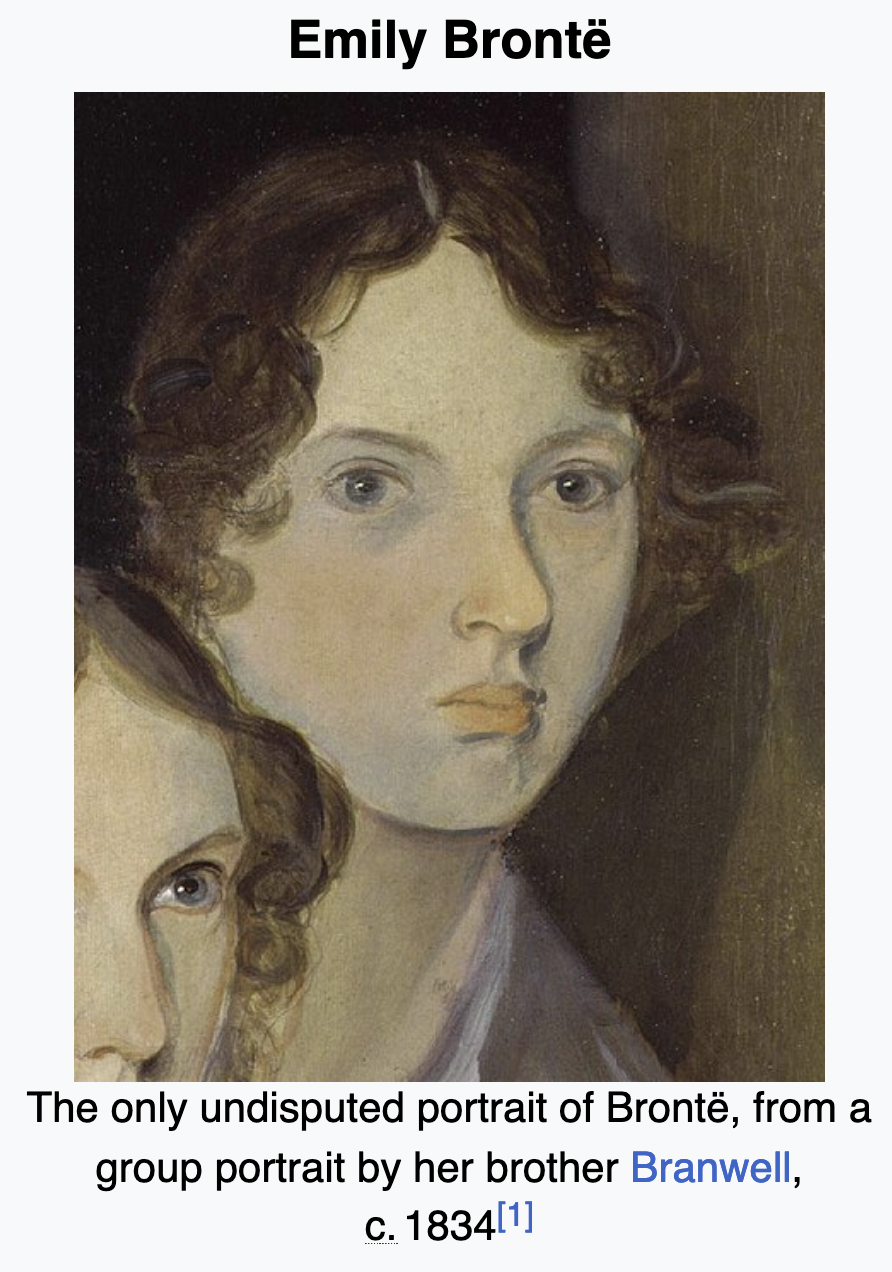 Emily Brontë
The only undisputed portrait of Brontë, from a
group portrait by her brother Branwell,
c. 1834[1]